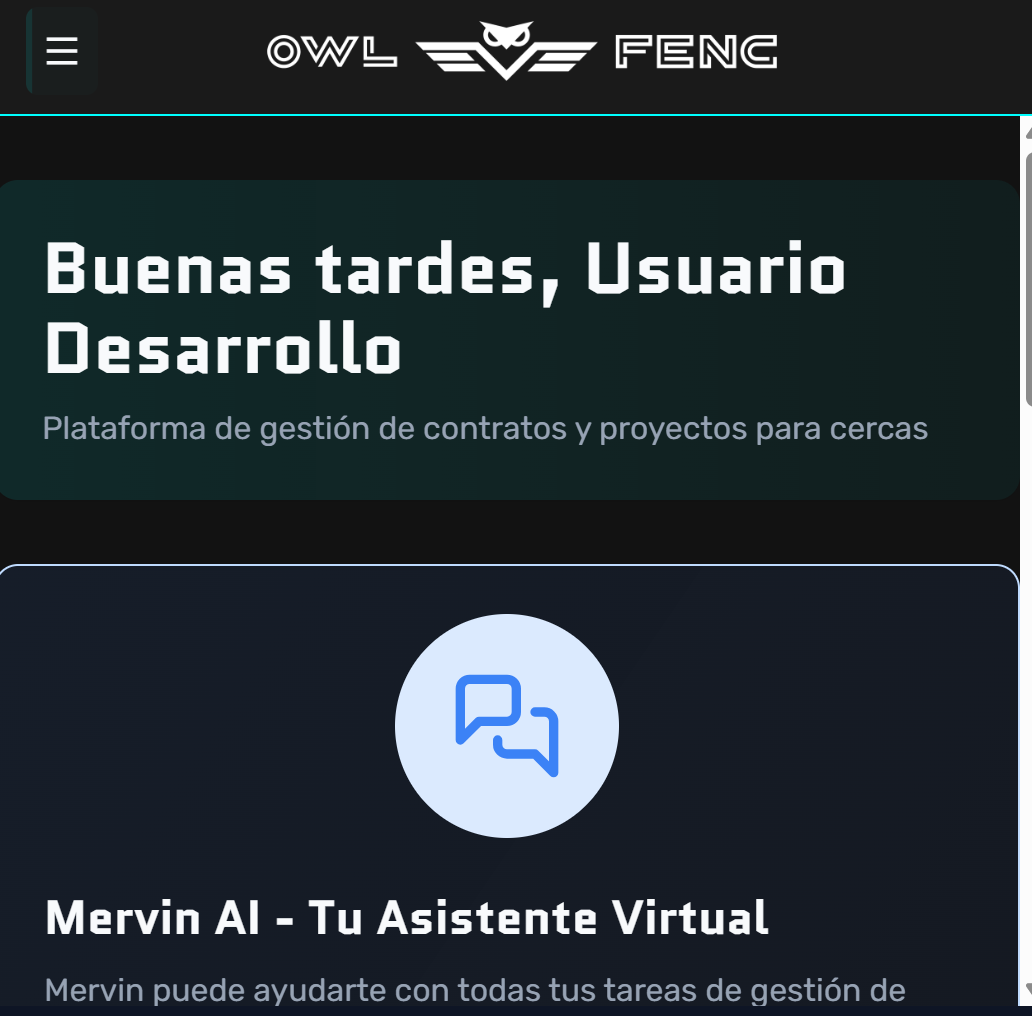 OWL FENC
Buenas tardes, Usuario
Desarrollo
Plataforma de gestión de contratos y proyectos para cercas
Mervin AI - Tu Asistente Virtual
Mervin puede ayudarte con todas tus tareas de gestión de